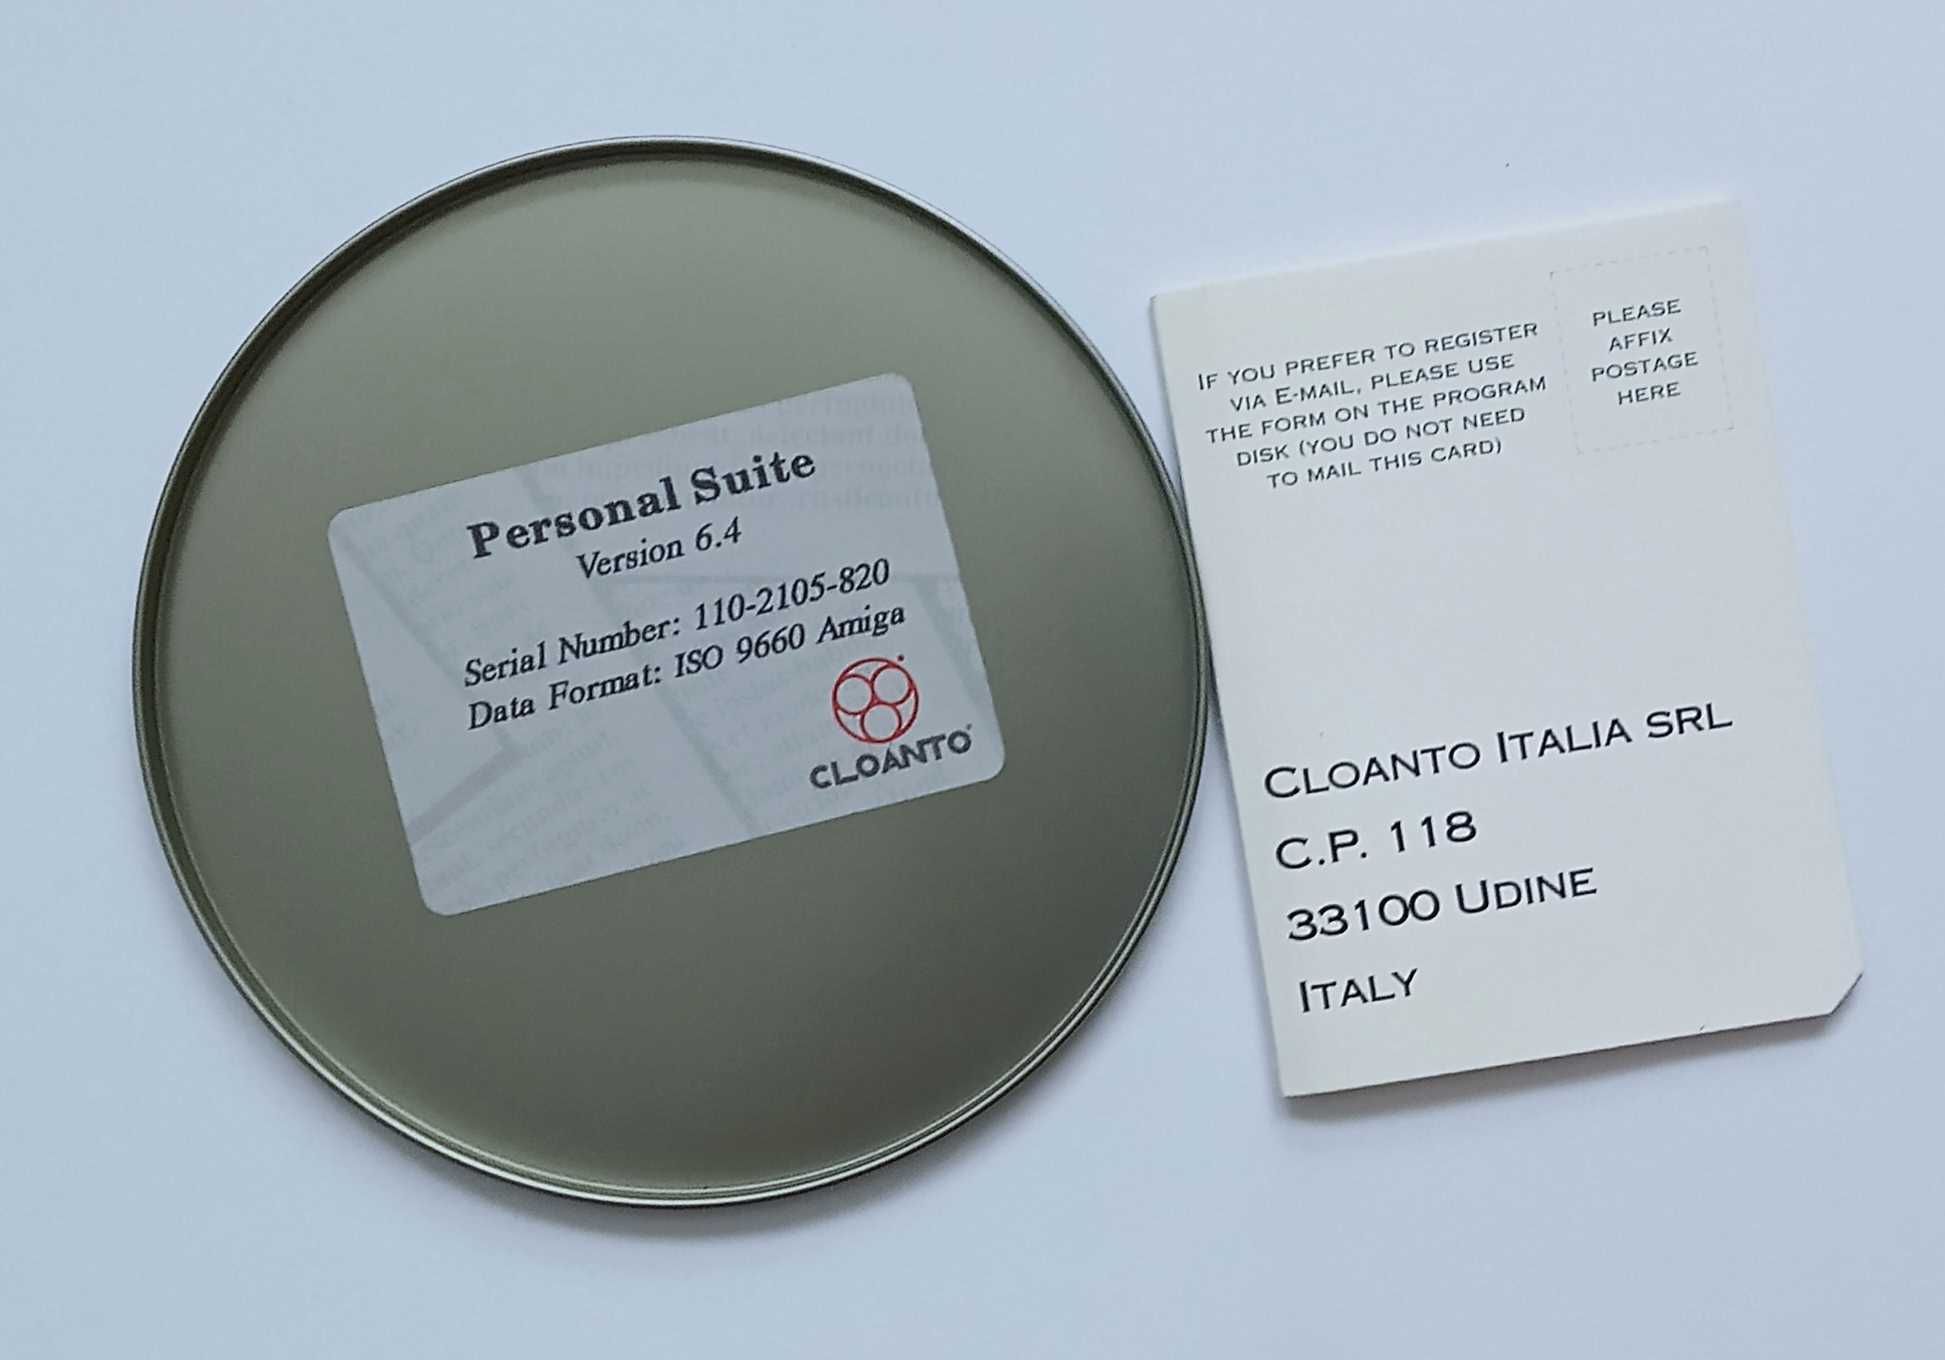 Personal Suite
Version 6.4
Serial Number: 110-2105-820
Data Format: ISO 9660 Amiga
CLOANTO
IF YOU PREFER TO REGISTER
VIA E-MAIL, PLEASE USE
THE FORM ON THE PROGRAM
DISK (YOU DO NOT NEED
TO MAIL THIS CARD)
PLEASE
AFFIX
POSTAGE
HERE
CLOANTO ITALIA SRL
C.P. 118
33100 UDINE
ITALY